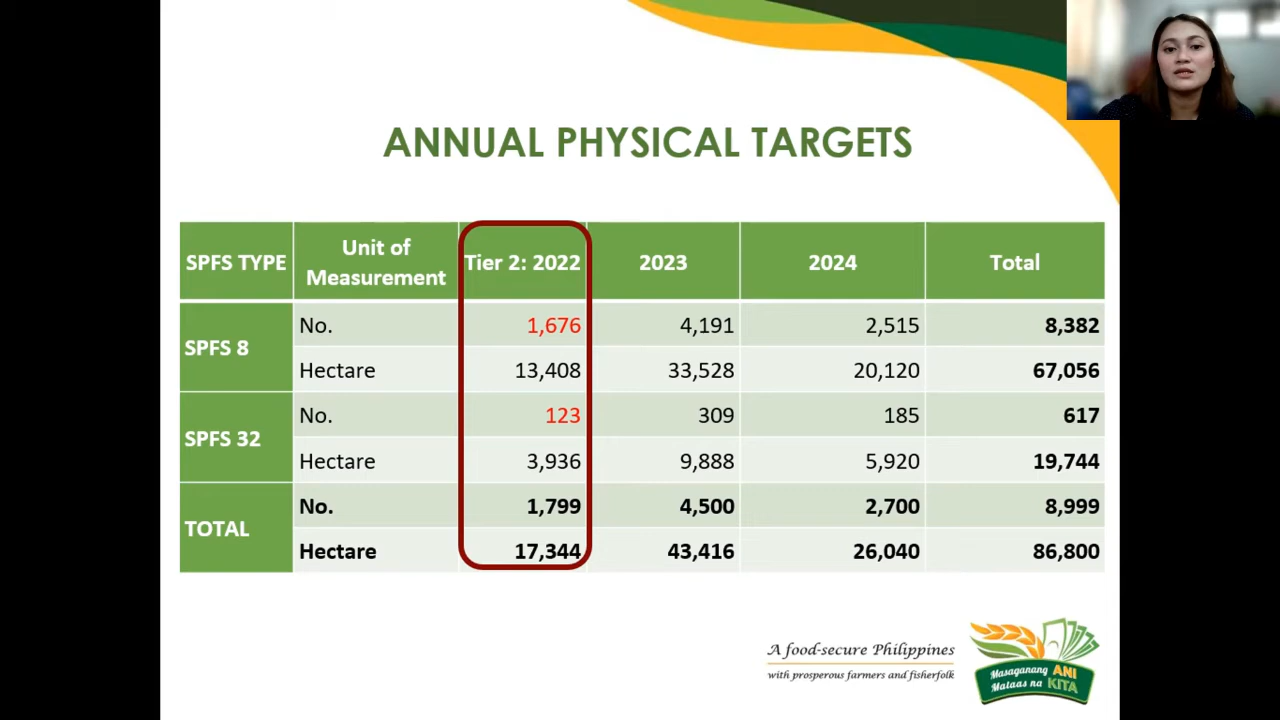 ANNUAL PHYSICAL TARGETS
SPFS TYPE Unit of Measurement Tier 2: 2022 2023 2024 Total
SPFS 8 No. 1,676 4,191 2,515 8,382
Hectare 13,408 33,528 20,120 67,056
SPFS 32 No. 123 309 185 617
Hectare 3,936 9,888 5,920 19,744
TOTAL No. 1,799 4,500 2,700 8,999
Hectare 17,344 43,416 26,040 86,800
A food-secure Philippines
with prosperous farmers and fisherfolk
Masaganang ANI
Mataas na KITA